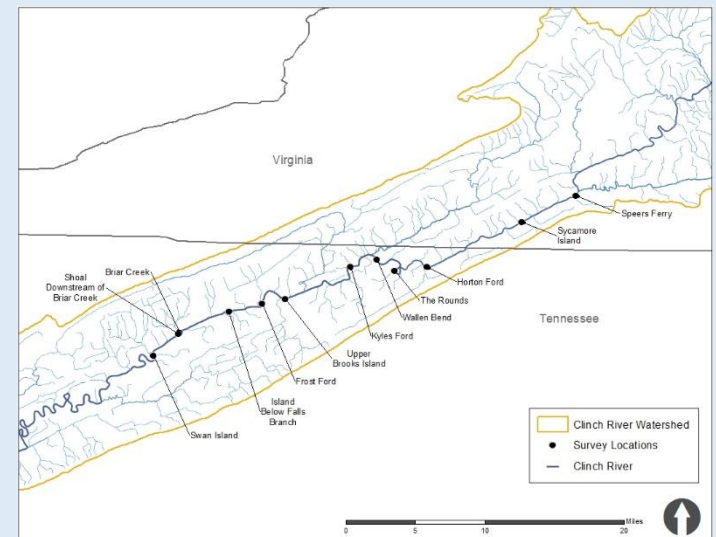 Virginia
Speers Ferry
Sycamore
Island
Shoal
Downstream of
Briar Creek
Briar Creek
Horton Ford
The Rounds
Wallen Bend
Tennessee
Kyles Ford
Upper
Brooks Island
Frost Ford
Island
Below Falls
Branch
Swan Island
Clinch River Watershed
Survey Locations
Clinch River
Miles
0 5 10 20